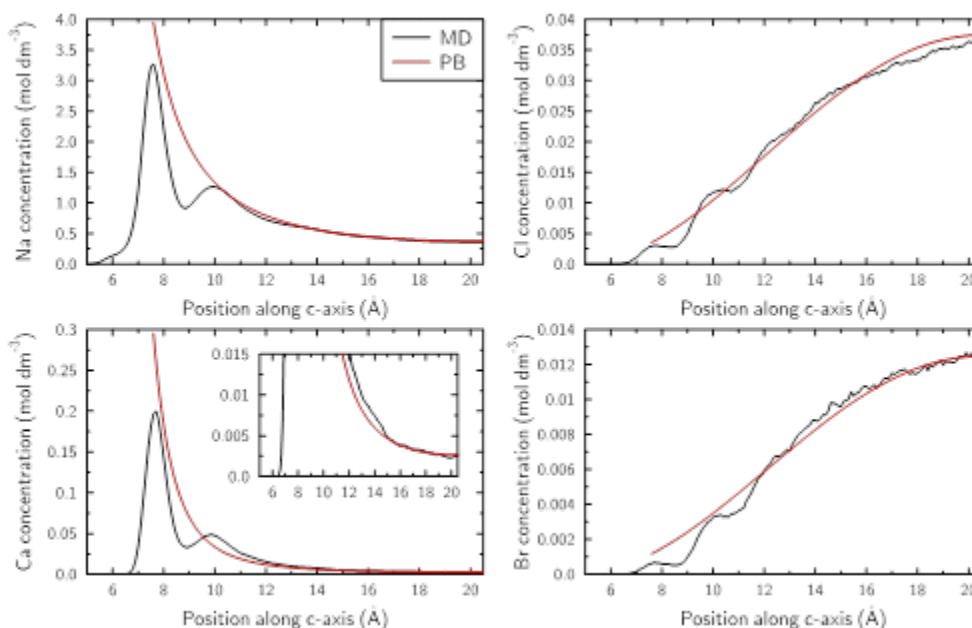 4.0
3.5
3.0
2.5
2.0
1.5
1.0
0.5
0.0
Na concentration (mol dm⁻³)
MD
PB
6 8 10 12 14 16 18 20
Position along c-axis (Å)
0.04
0.035
0.03
0.025
0.02
0.015
0.01
0.005
0.0
Cl concentration (mol dm⁻³)
6 8 10 12 14 16 18 20
Position along c-axis (Å)
0.3
0.25
0.2
0.15
0.1
0.05
0.0
Ca concentration (mol dm⁻³)
0.015
0.01
0.005
0.0
6 8 10 12 14 16 18 20
6 8 10 12 14 16 18 20
Position along c-axis (Å)
0.014
0.012
0.01
0.008
0.006
0.004
0.002
0.0
Br concentration (mol dm⁻³)
6 8 10 12 14 16 18 20
Position along c-axis (Å)